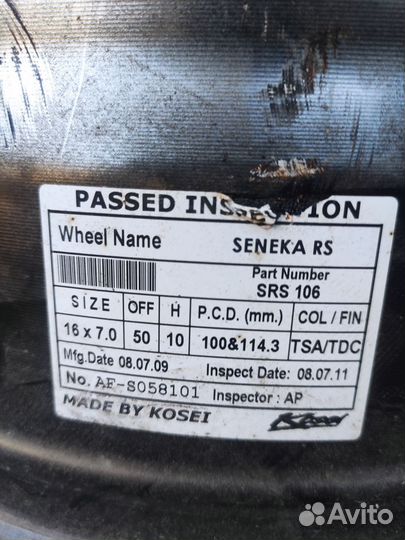 PASSED INS ION
Wheel Name SENEKA RS
Part Number
SRS 106
SIZE OFF H P.C.D. (mm.) COL / FIN
16 x 7.0 50 10 100&114.3 TSA/TDC
Mfg.Date 08.07.09 Inspect Date: 08.07.11
No. AF-S058101 Inspector : AP
MADE BY KOSEI Kosei
Avito